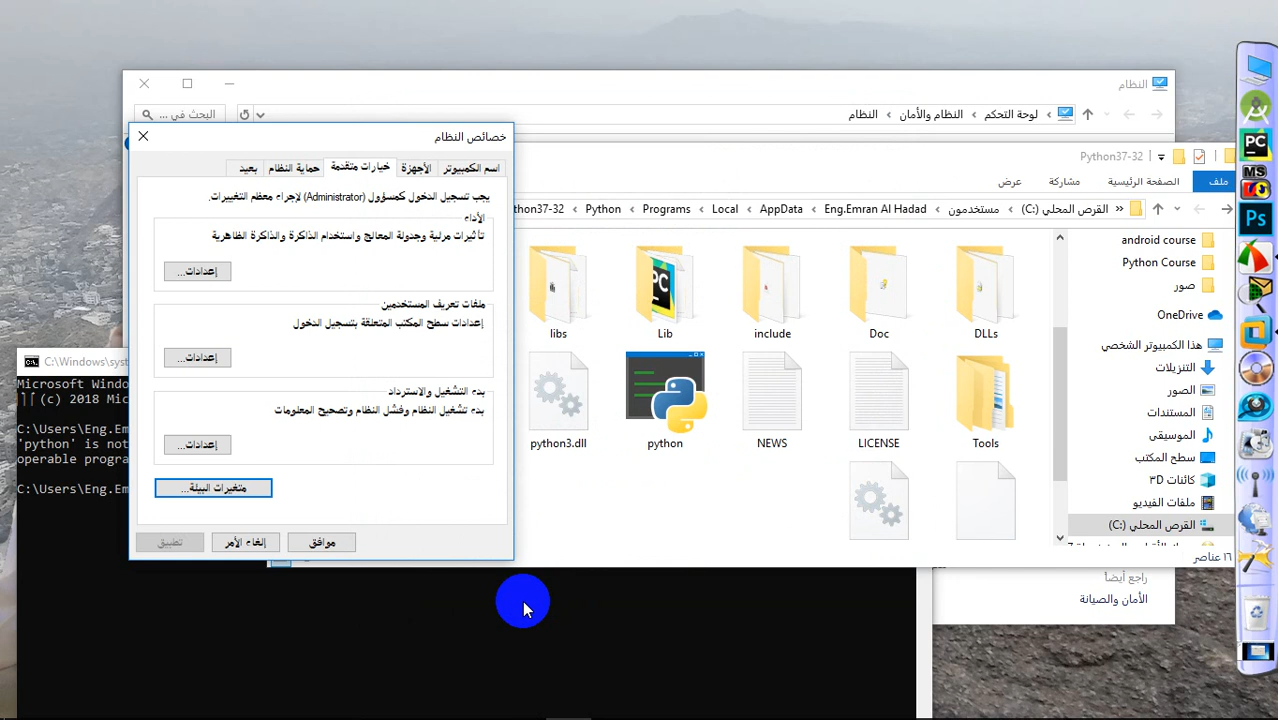 النظام
البحث في ...
لوحة التحكم
النظام والأمان
النظام
خصائص النظام
اسم الكمبيوتر
الأجهزة
خيارات متقدمة
حماية النظام
بعيد
يجب تسجيل الدخول كمسؤول (Administrator) لإجراء معظم التغييرات.
الأداء
تأثيرات مرئية وجدولة المعالج واستخدام الذاكرة والذاكرة الظاهرية
إعدادات...
ملفات تعريف المستخدمين
إعدادات سطح المكتب المتعلقة بتسجيل الدخول
إعدادات...
بدء التشغيل والاسترداد
بدء تشغيل النظام وفشل النظام وتصحيح المعلومات
إعدادات...
متغيرات البيئة...
موافق
إلغاء الأمر
تطبيق
Python37-32
ملف
الصفحة الرئيسية
مشاركة
عرض
القرص المحلي (C:)
مستخدمون
Eng.Emran Al Hadad
AppData
Local
Programs
Python
thon37-32
DLLs
Doc
include
Lib
libs
Tools
LICENSE
NEWS
python
python3.dll
android course
Python Course
صور
OneDrive
هذا الكمبيوتر الشخصي
التنزيلات
الصور
المستندات
الموسيقى
سطح المكتب
كائنات ٣D
ملفات الفيديو
القرص المحلي (C:)
١٦ عناصر
راجع أيضاً
الأمان والصيانة
C:\Windows\syst
Microsoft Windo
(c) 2018 Mic
C:\Users\Eng.Em
'python' is not
operable progra
C:\Users\Eng.Em
PC
MS
Ps
PC